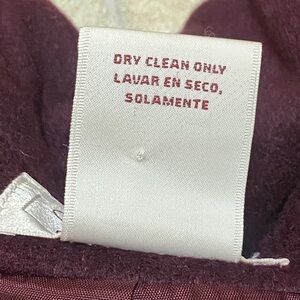 DRY CLEAN ONLY
LAVAR EN SECO,
SOLAMENTE